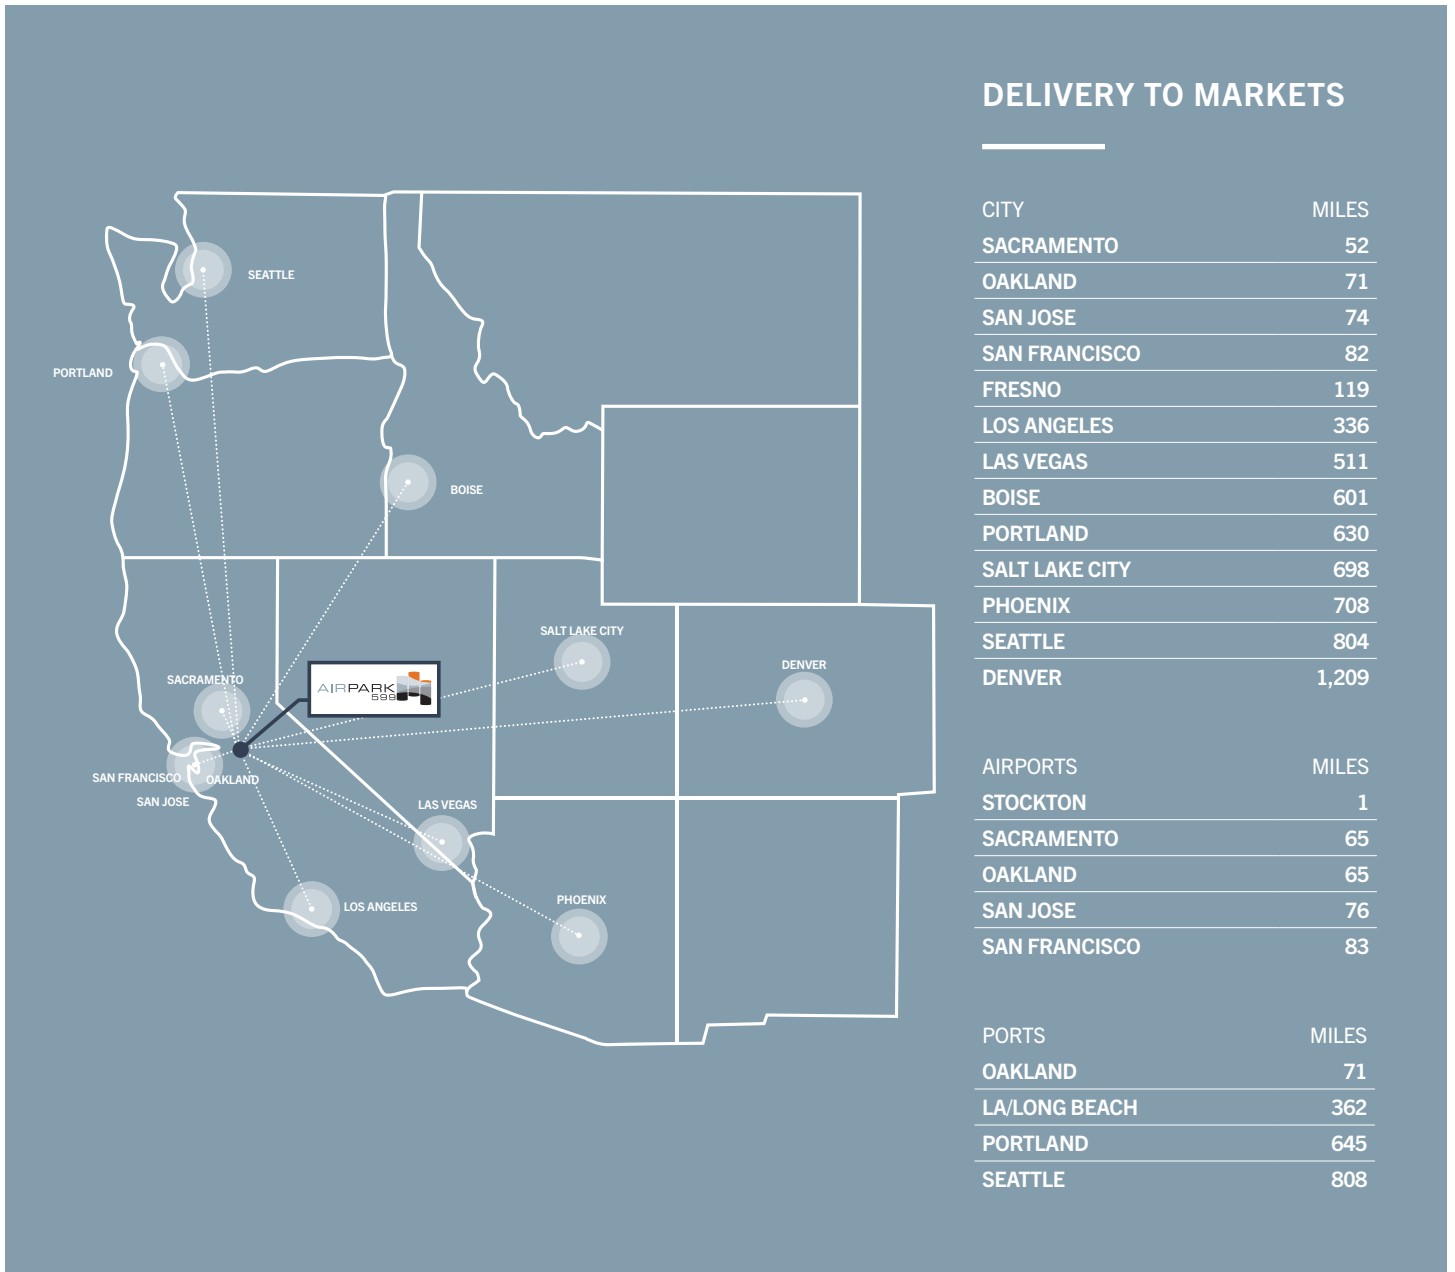 DELIVERY TO MARKETS
CITY MILES
SACRAMENTO 52
OAKLAND 71
SAN JOSE 74
SAN FRANCISCO 82
FRESNO 119
LOS ANGELES 336
LAS VEGAS 511
BOISE 601
PORTLAND 630
SALT LAKE CITY 698
PHOENIX 708
SEATTLE 804
DENVER 1,209
AIRPORTS MILES
STOCKTON 1
SACRAMENTO 65
OAKLAND 65
SAN JOSE 76
SAN FRANCISCO 83
PORTS MILES
OAKLAND 71
LA/LONG BEACH 362
PORTLAND 645
SEATTLE 808
SEATTLE
PORTLAND
BOISE
SALT LAKE CITY
DENVER
SACRAMENTO
AIRPARK
599
SAN FRANCISCO
OAKLAND
SAN JOSE
LAS VEGAS
PHOENIX
LOS ANGELES